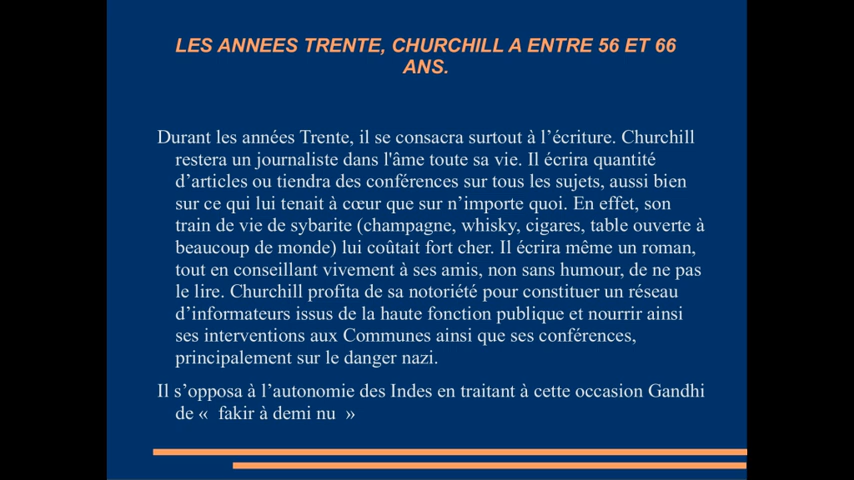 LES ANNEES TRENTE, CHURCHILL A ENTRE 56 ET 66
ANS.
Durant les années Trente, il se consacra surtout à l’écriture. Churchill
restera un journaliste dans l'âme toute sa vie. Il écrira quantité
d’articles ou tiendra des conférences sur tous les sujets, aussi bien
sur ce qui lui tenait à cœur que sur n’importe quoi. En effet, son
train de vie de sybarite (champagne, whisky, cigares, table ouverte à
beaucoup de monde) lui coûtait fort cher. Il écrira même un roman,
tout en conseillant vivement à ses amis, non sans humour, de ne pas
le lire. Churchill profita de sa notoriété pour constituer un réseau
d’informateurs issus de la haute fonction publique et nourrir ainsi
ses interventions aux Communes ainsi que ses conférences,
principalement sur le danger nazi.
Il s’opposa à l’autonomie des Indes en traitant à cette occasion Gandhi
de «  fakir à demi nu  »